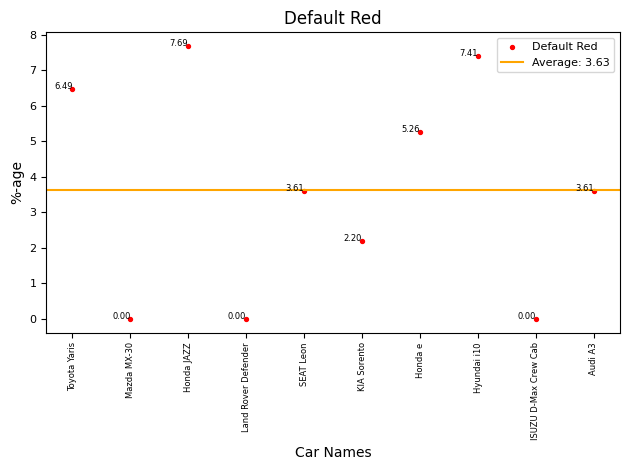 Default Red
%-age
8
7
6
5
4
3
2
1
0
Default Red
Average: 3.63
6.49
0.00
7.69
0.00
3.61
2.20
5.26
7.41
0.00
3.61
Toyota Yaris
Mazda MX-30
Honda JAZZ
Land Rover Defender
SEAT Leon
KIA Sorento
Honda e
Hyundai i10
ISUZU D-Max Crew Cab
Audi A3
Car Names